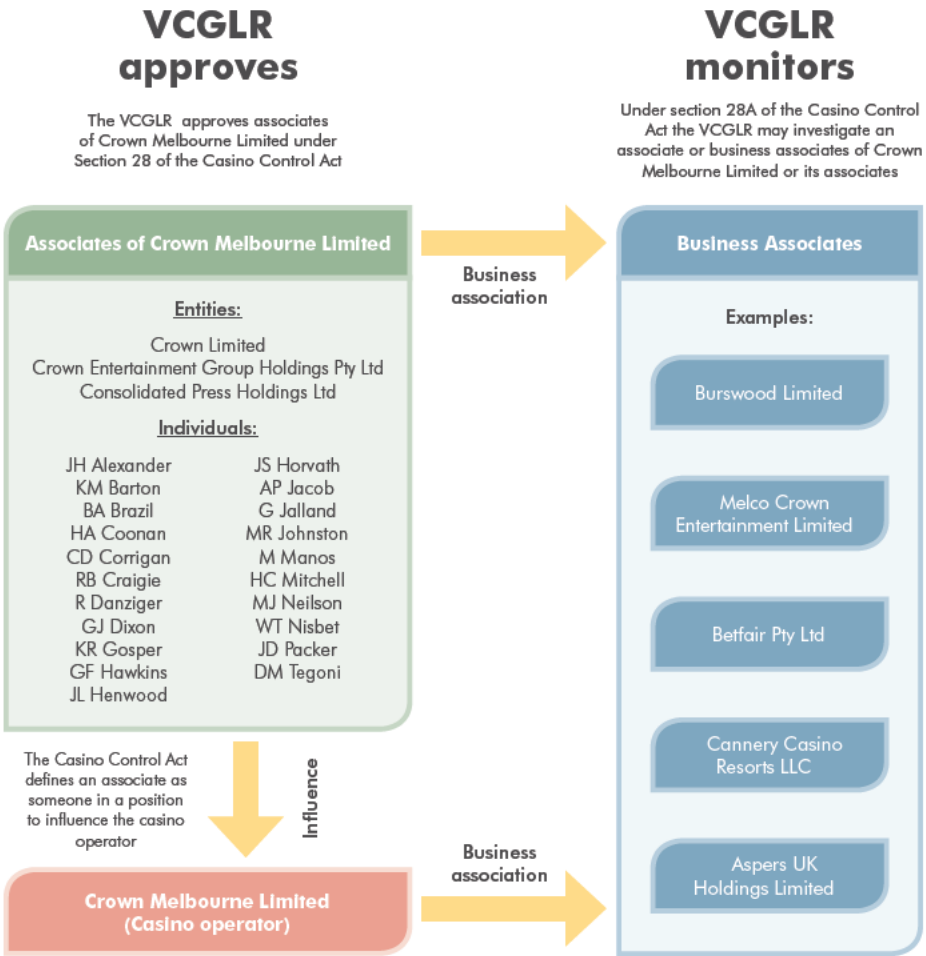 VCGLR
approves
The VCGLR approves associates
of Crown Melbourne Limited under
Section 28 of the Casino Control Act
Associates of Crown Melbourne Limited
Entities:
Crown Limited
Crown Entertainment Group Holdings Pty Ltd
Consolidated Press Holdings Ltd
Individuals:
JH Alexander
KM Barton
BA Brazil
HA Coonan
CD Corrigan
RB Craigie
R Danziger
GJ Dixon
KR Gosper
GF Hawkins
JL Henwood
JS Horvath
AP Jacob
G Jalland
MR Johnston
M Manos
HC Mitchell
MJ Neilson
WT Nisbet
JD Packer
DM Tegoni
The Casino Control Act
defines an associate as
someone in a position
to influence the casino
operator
Influence
Crown Melbourne Limited
(Casino operator)
Business
association
Business
association
VCGLR
monitors
Under section 28A of the Casino Control
Act the VCGLR may investigate an
associate or business associates of Crown
Melbourne Limited or its associates
Business Associates
Examples:
Burswood Limited
Melco Crown
Entertainment Limited
Betfair Pty Ltd
Cannery Casino
Resorts LLC
Aspers UK
Holdings Limited